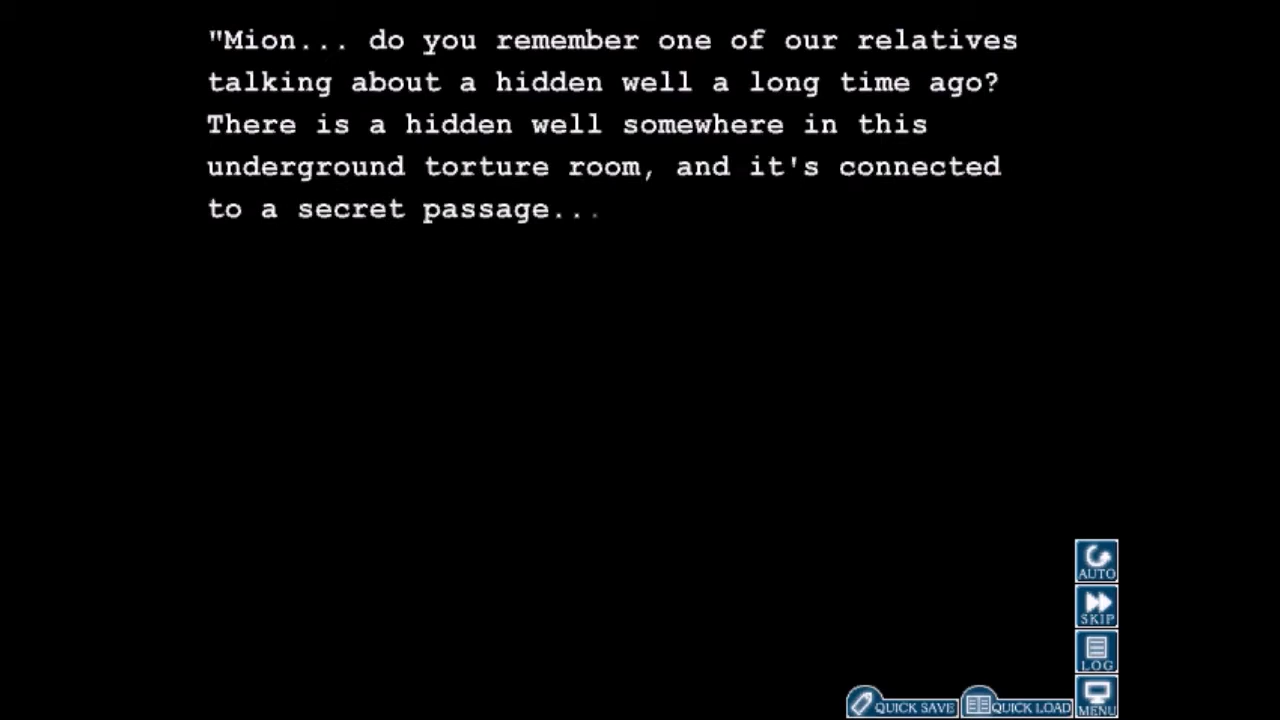 "Mion... do you remember one of our relatives
talking about a hidden well a long time ago?
There is a hidden well somewhere in this
underground torture room, and it's connected
to a secret passage...
AUTO
SKIP
LOG
QUICK SAVE QUICK LOAD MENU